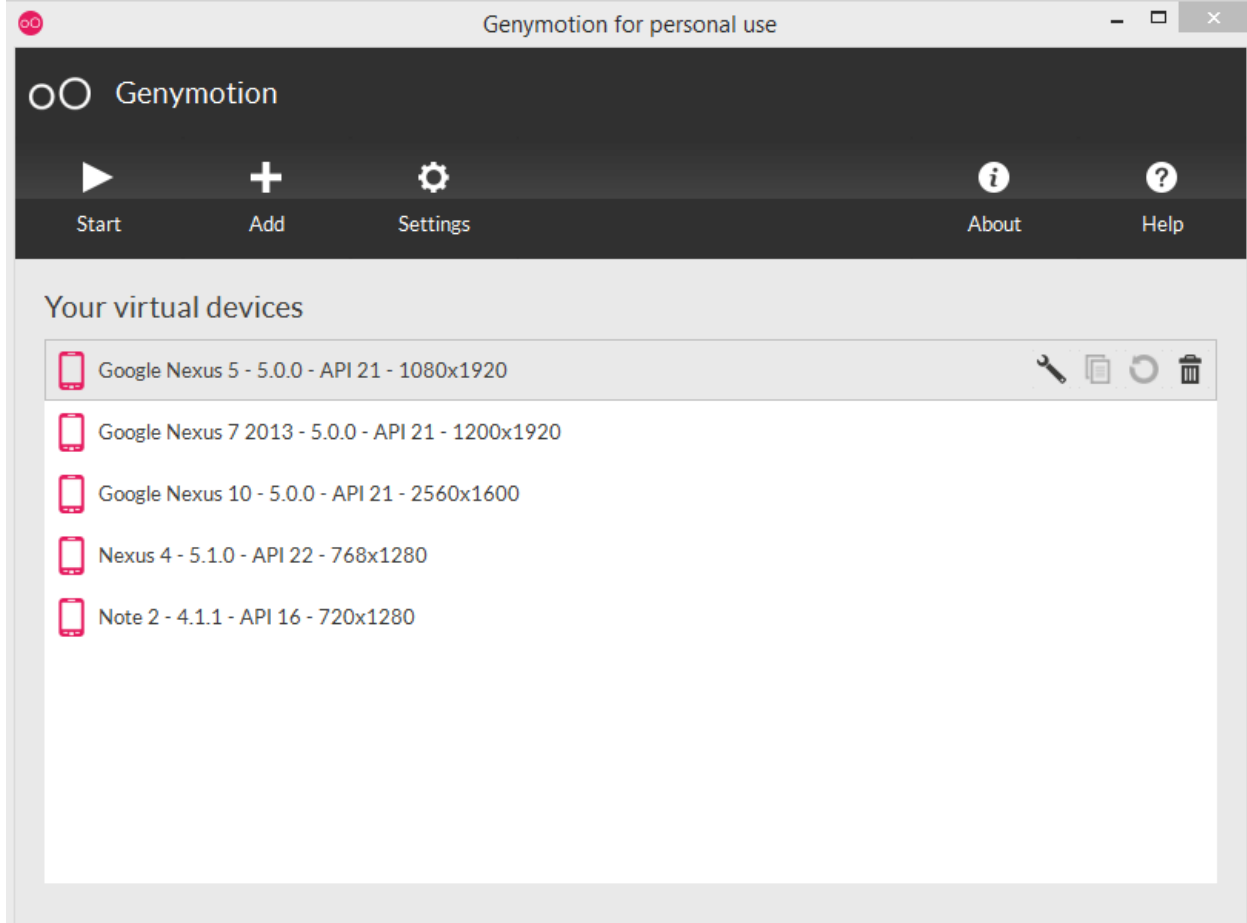 Genymotion for personal use
Genymotion
Start Add Settings About Help
Your virtual devices
Google Nexus 5 - 5.0.0 - API 21 - 1080x1920
Google Nexus 7 2013 - 5.0.0 - API 21 - 1200x1920
Google Nexus 10 - 5.0.0 - API 21 - 2560x1600
Nexus 4 - 5.1.0 - API 22 - 768x1280
Note 2 - 4.1.1 - API 16 - 720x1280